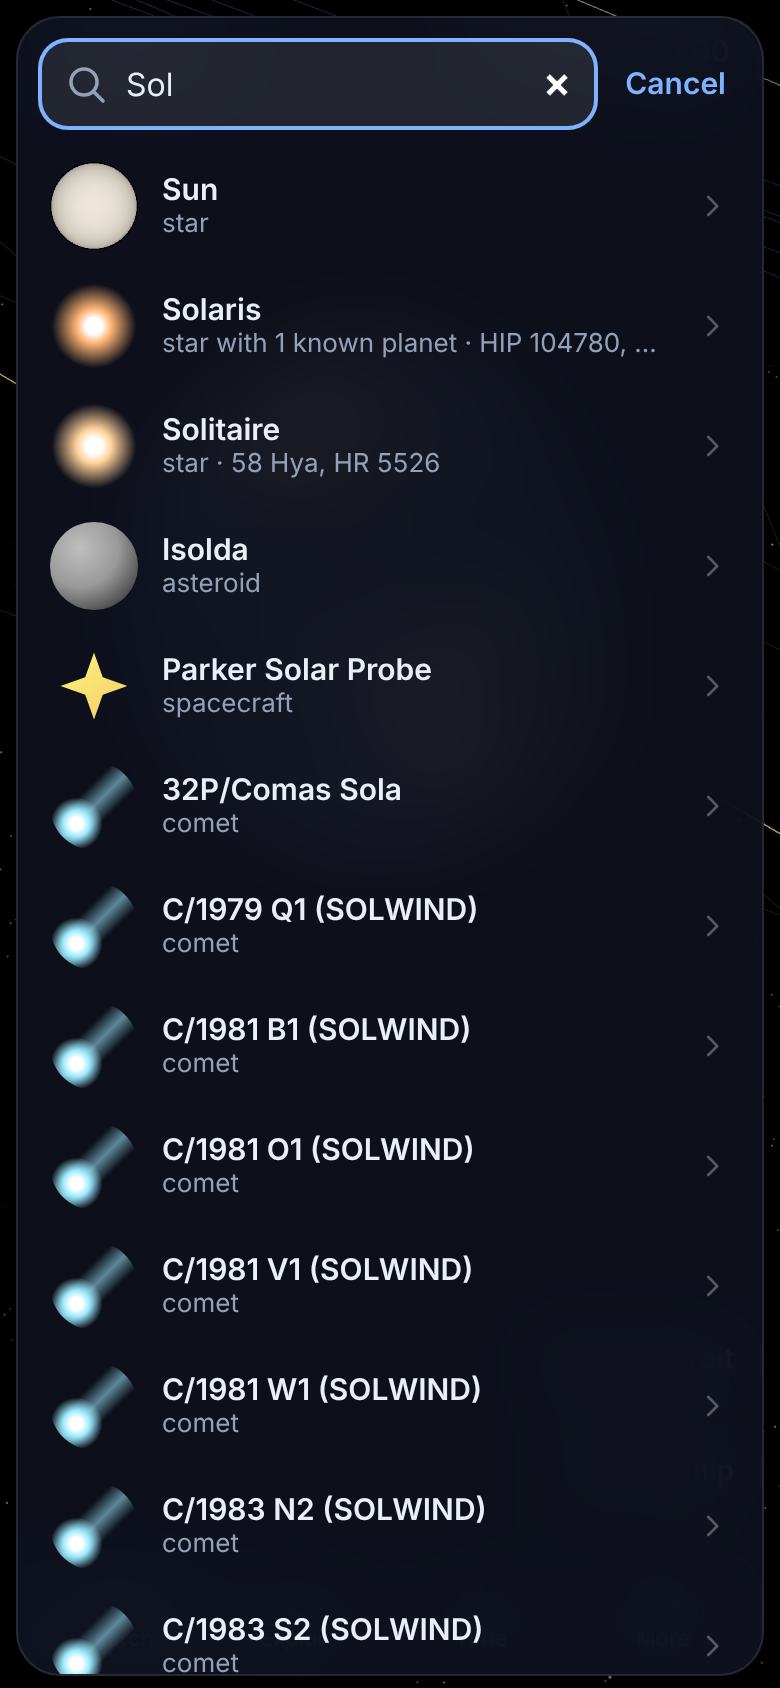 Sol
Cancel
Sun
star
Solaris
star with 1 known planet · HIP 104780, ...
Solitaire
star · 58 Hya, HR 5526
Isolda
asteroid
Parker Solar Probe
spacecraft
32P/Comas Sola
comet
C/1979 Q1 (SOLWIND)
comet
C/1981 B1 (SOLWIND)
comet
C/1981 O1 (SOLWIND)
comet
C/1981 V1 (SOLWIND)
comet
C/1981 W1 (SOLWIND)
comet
C/1983 N2 (SOLWIND)
comet
C/1983 S2 (SOLWIND)
comet